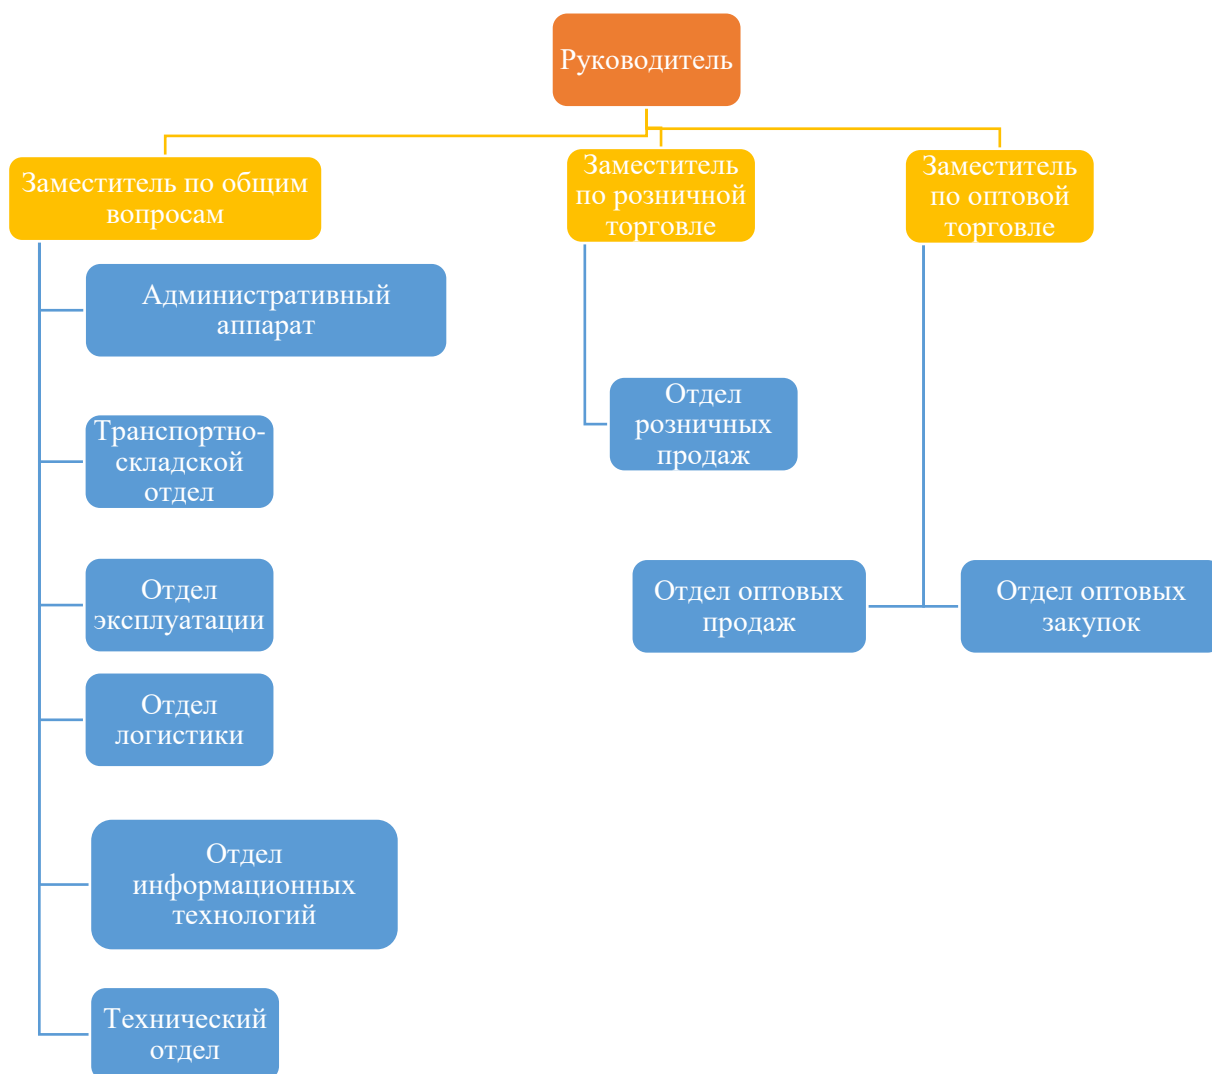 Руководитель
Заместитель по общим
вопросам
Заместитель
по розничной
торговле
Заместитель
по оптовой
торговле
Административный
аппарат
Транспортно-
складской
отдел
Отдел
эксплуатации
Отдел
логистики
Отдел
информационных
технологий
Технический
отдел
Отдел
розничных
продаж
Отдел оптовых
продаж
Отдел оптовых
закупок